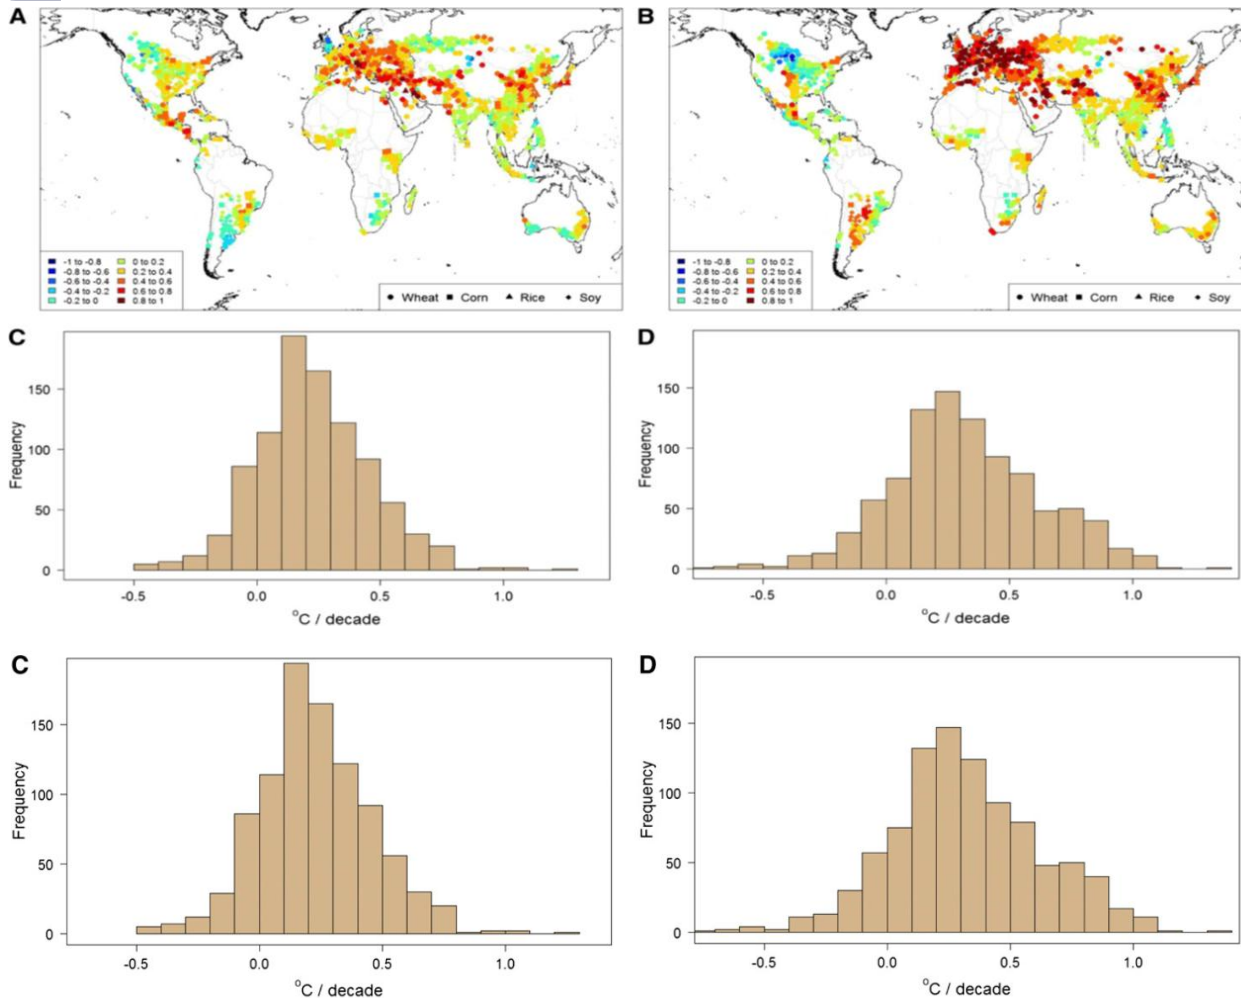 A
B
-1 to -0.8 0 to 0.2
-0.8 to -0.6 0.2 to 0.4
-0.6 to -0.4 0.4 to 0.6
-0.4 to -0.2 0.6 to 0.8
-0.2 to 0 0.8 to 1
Wheat Corn Rice Soy
-1 to -0.8 0 to 0.2
-0.8 to -0.6 0.2 to 0.4
-0.6 to -0.4 0.4 to 0.6
-0.4 to -0.2 0.6 to 0.8
-0.2 to 0 0.8 to 1
Wheat Corn Rice Soy
C
Frequency
150
100
50
0
-0.5 0.0 0.5 1.0
°C / decade
D
Frequency
150
100
50
0
-0.5 0.0 0.5 1.0
°C / decade
C
Frequency
150
100
50
0
-0.5 0.0 0.5 1.0
°C / decade
D
Frequency
150
100
50
0
-0.5 0.0 0.5 1.0
°C / decade